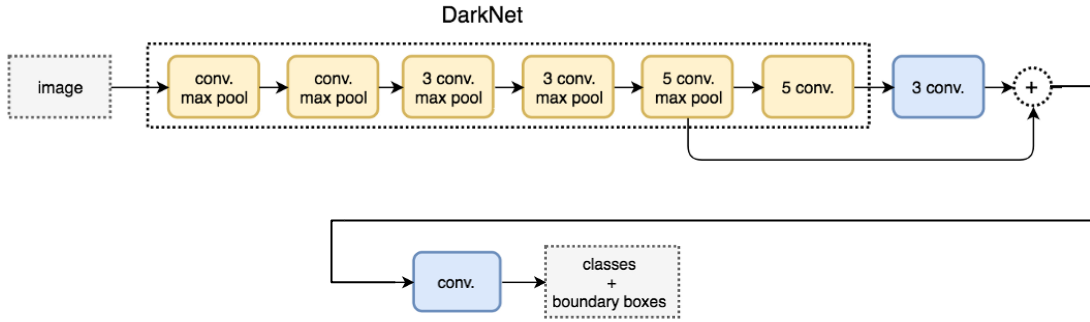 DarkNet
image
conv.
max pool
conv.
max pool
3 conv.
max pool
3 conv.
max pool
5 conv.
max pool
5 conv.
3 conv.
+
conv.
classes
+
boundary boxes